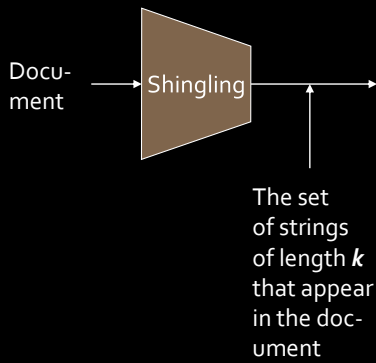 Docu-
ment
Shingling
The set
of strings
of length k
that appear
in the doc-
ument